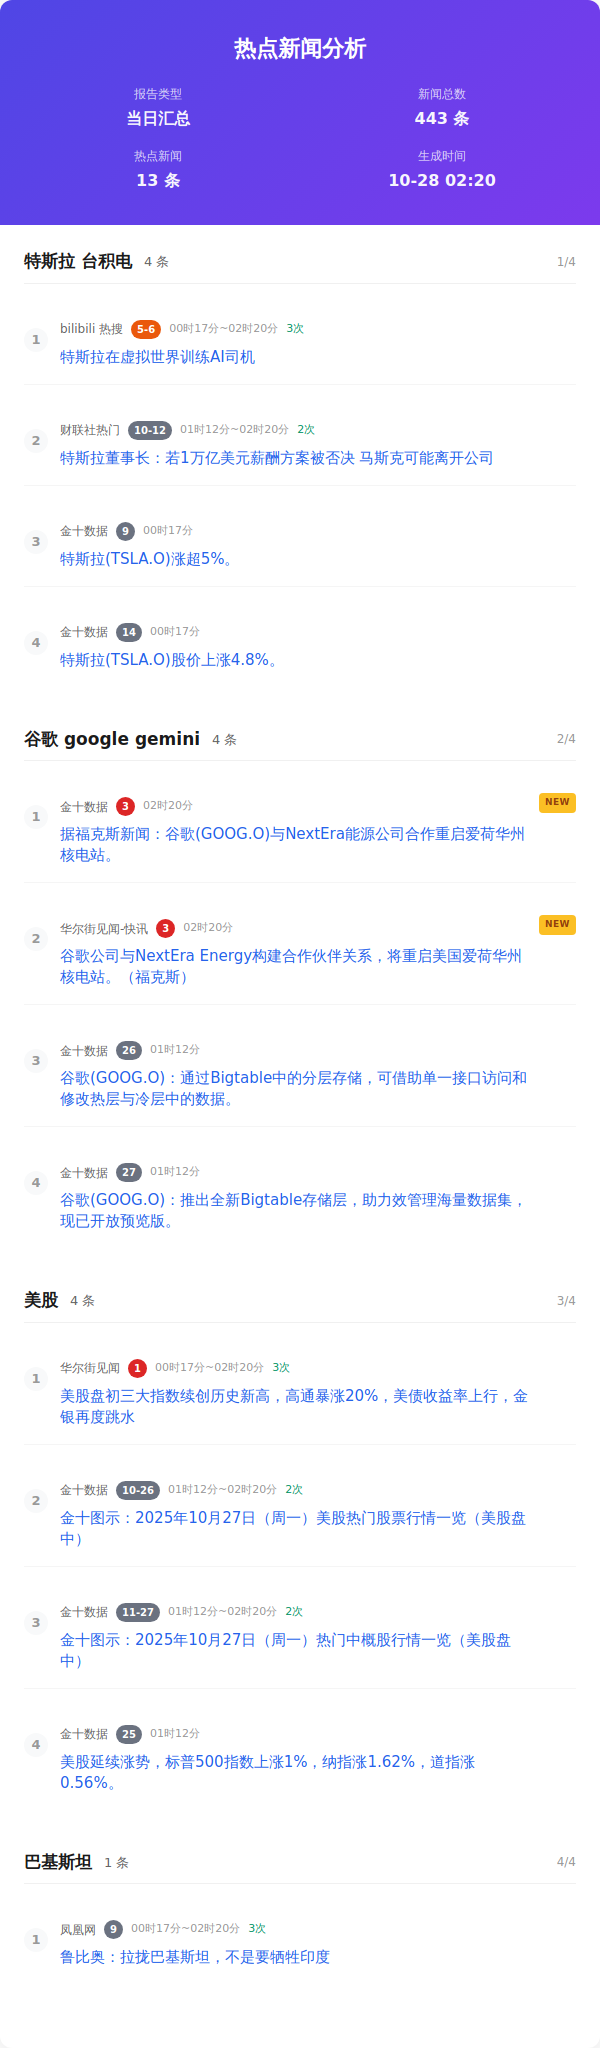 热点新闻分析
报告类型
新闻总数
当日汇总
443 条
热点新闻
生成时间
13 条
10-28 02:20
特斯拉 台积电 4 条 1/4
1
bilibili 热搜 5-6 00时17分~02时20分 3次
特斯拉在虚拟世界训练AI司机
2
财联社热门 10-12 01时12分~02时20分 2次
特斯拉董事长：若1万亿美元薪酬方案被否决 马斯克可能离开公司
3
金十数据 9 00时17分
特斯拉(TSLA.O)涨超5%。
4
金十数据 14 00时17分
特斯拉(TSLA.O)股价上涨4.8%。
谷歌 google gemini 4 条 2/4
1
金十数据 3 02时20分 NEW
据福克斯新闻：谷歌(GOOG.O)与NextEra能源公司合作重启爱荷华州
核电站。
2
华尔街见闻-快讯 3 02时20分 NEW
谷歌公司与NextEra Energy构建合作伙伴关系，将重启美国爱荷华州
核电站。（福克斯）
3
金十数据 26 01时12分
谷歌(GOOG.O)：通过Bigtable中的分层存储，可借助单一接口访问和
修改热层与冷层中的数据。
4
金十数据 27 01时12分
谷歌(GOOG.O)：推出全新Bigtable存储层，助力效管理海量数据集，
现已开放预览版。
美股 4 条 3/4
1
华尔街见闻 1 00时17分~02时20分 3次
美股盘初三大指数续创历史新高，高通暴涨20%，美债收益率上行，金
银再度跳水
2
金十数据 10-26 01时12分~02时20分 2次
金十图示：2025年10月27日（周一）美股热门股票行情一览（美股盘
中）
3
金十数据 11-27 01时12分~02时20分 2次
金十图示：2025年10月27日（周一）热门中概股行情一览（美股盘
中）
4
金十数据 25 01时12分
美股延续涨势，标普500指数上涨1%，纳指涨1.62%，道指涨
0.56%。
巴基斯坦 1 条 4/4
1
凤凰网 9 00时17分~02时20分 3次
鲁比奥：拉拢巴基斯坦，不是要牺牲印度